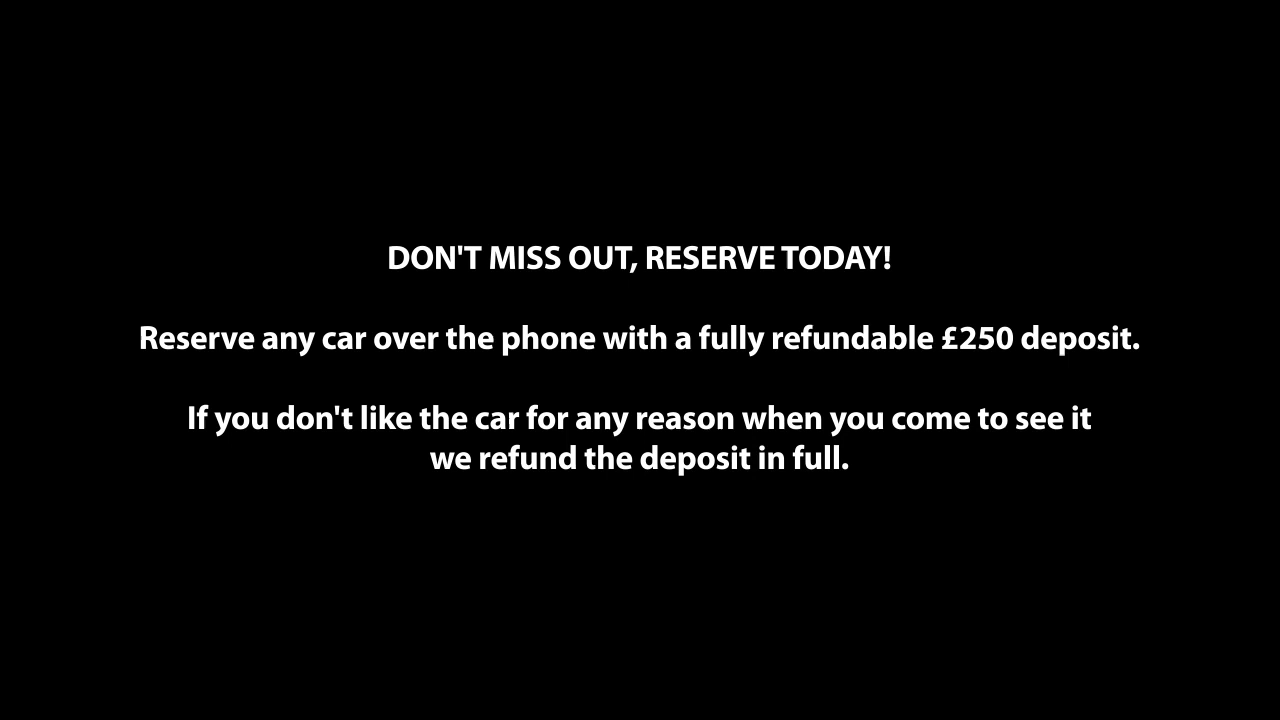 DON'T MISS OUT, RESERVE TODAY!
Reserve any car over the phone with a fully refundable £250 deposit.
If you don't like the car for any reason when you come to see it
we refund the deposit in full.